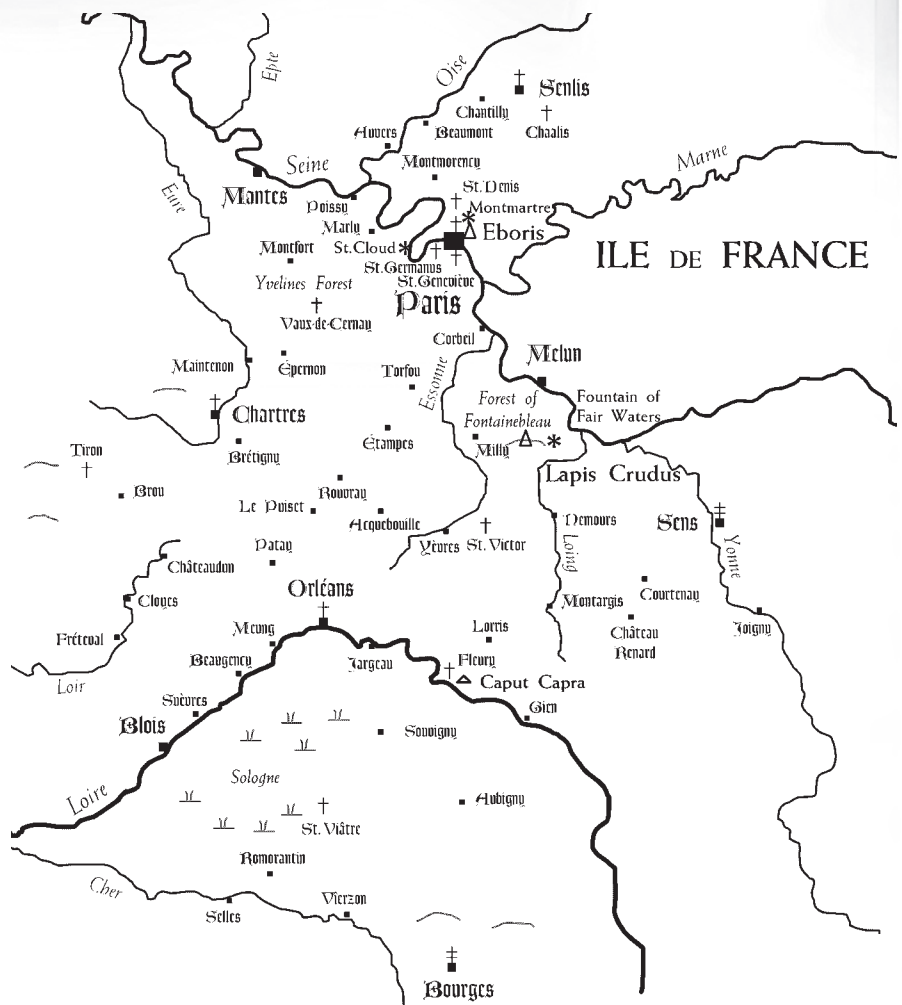 Epte
Oise
Senlis
Chantilly
Chaalis
Auvers
Beaumont
Marne
Seine
Montmorency
Eure
Mantes
St. Denis
Poissy
Montmartre
Marly
Eboris
Montfort
St. Cloud
ILE DE FRANCE
St. Germanus
Yvelines Forest
St. Geneviève
Paris
Vaux-de-Cernay
Corbeil
Melun
Maintenon
Épernon
Torfou
Essonne
Forest of
Fontainebleau
Fountain of
Fair Waters
Chartres
Étampes
Milly
Brétigny
Tiron
Lapis Crudus
Brou
Rouvray
Le Puiset
Acquebouille
Nemours
Sens
Patay
Yèvres
St. Victor
Loing
Yonne
Châteaudun
Orléans
Cloyes
Montargis
Courtenay
Château
Renard
Joigny
Fréteval
Meung
Lorris
Beaugency
Jargeau
Fleury
Loir
Caput Capra
Suèvres
Gien
Blois
Souvigny
Sologne
Loire
Aubigny
St. Viâtre
Romorantin
Cher
Selles
Vierzon
Bourges